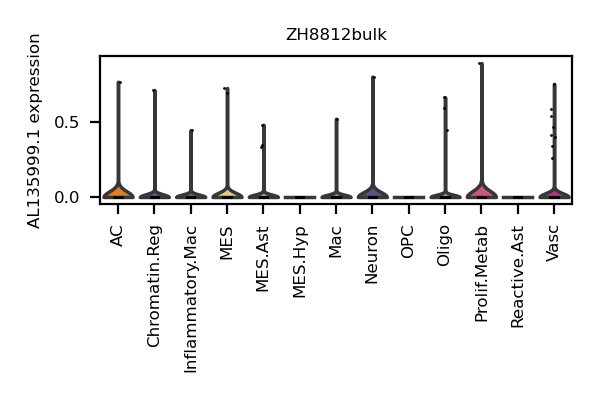 ZH8812bulk
AL135999.1 expression
0.5
0.0
AC
Chromatin.Reg
Inflammatory.Mac
MES
MES.Ast
MES.Hyp
Mac
Neuron
OPC
Oligo
Prolif.Metab
Reactive.Ast
Vasc